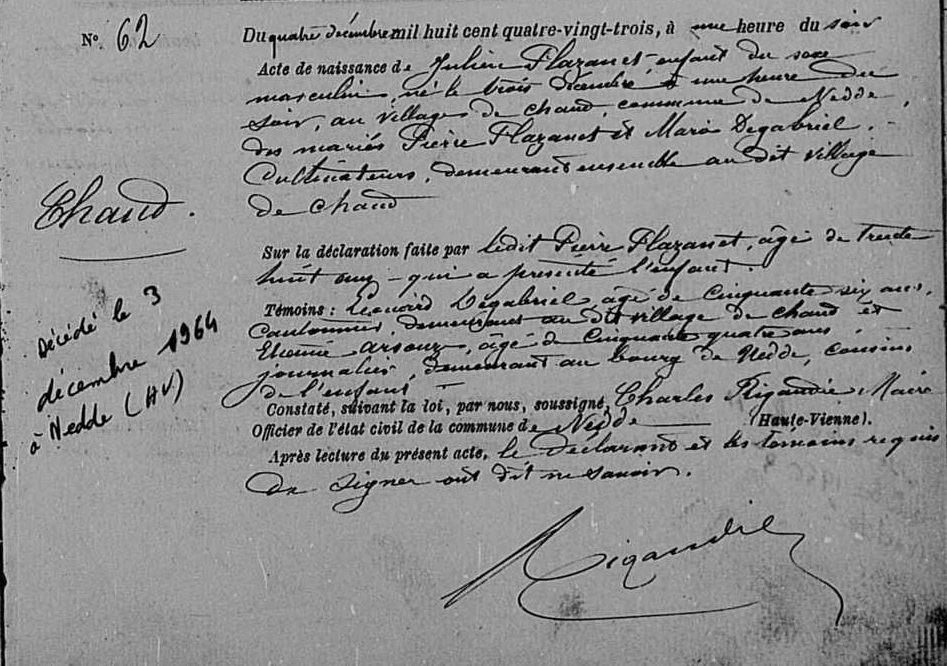 N° 62
Du quatre décembre mil huit cent quatre-vingt-trois, à une heure du soir
Acte de naissance de Julien Flazanet enfant du sexe
masculin, né le trois décembre à une heure du
soir, au village de chaud, commune de Nedde,
des mariés Pierre Flazanet et Marie Degabriel.
Cultivateurs, demeurant ensemble au dit village
de chaud
Chaud.
Sur la déclaration faite par ledit Pierre Flazanet, âgé de trente
huit ans - qui a présenté l'enfant.
Témoins : Léonard Degabriel, âgé de cinquante six ans,
Cantonnier, demeurant au dit village de chaud et
Etienne Arsouze, âgé de cinquante quatre ans,
journalier, demeurant au bourg de Nedde, cousins
de l'enfant
Décédé le 3
décembre 1964
à Nedde (HV)
Constaté, suivant la loi, par nous, soussigné, Charles Rigaudie Maire
Officier de l'état civil de la commune de Nedde (Haute-Vienne).
Après lecture du présent acte, le déclarant et les témoins requis
de signer ont dit ne savoir.
Rigaudie